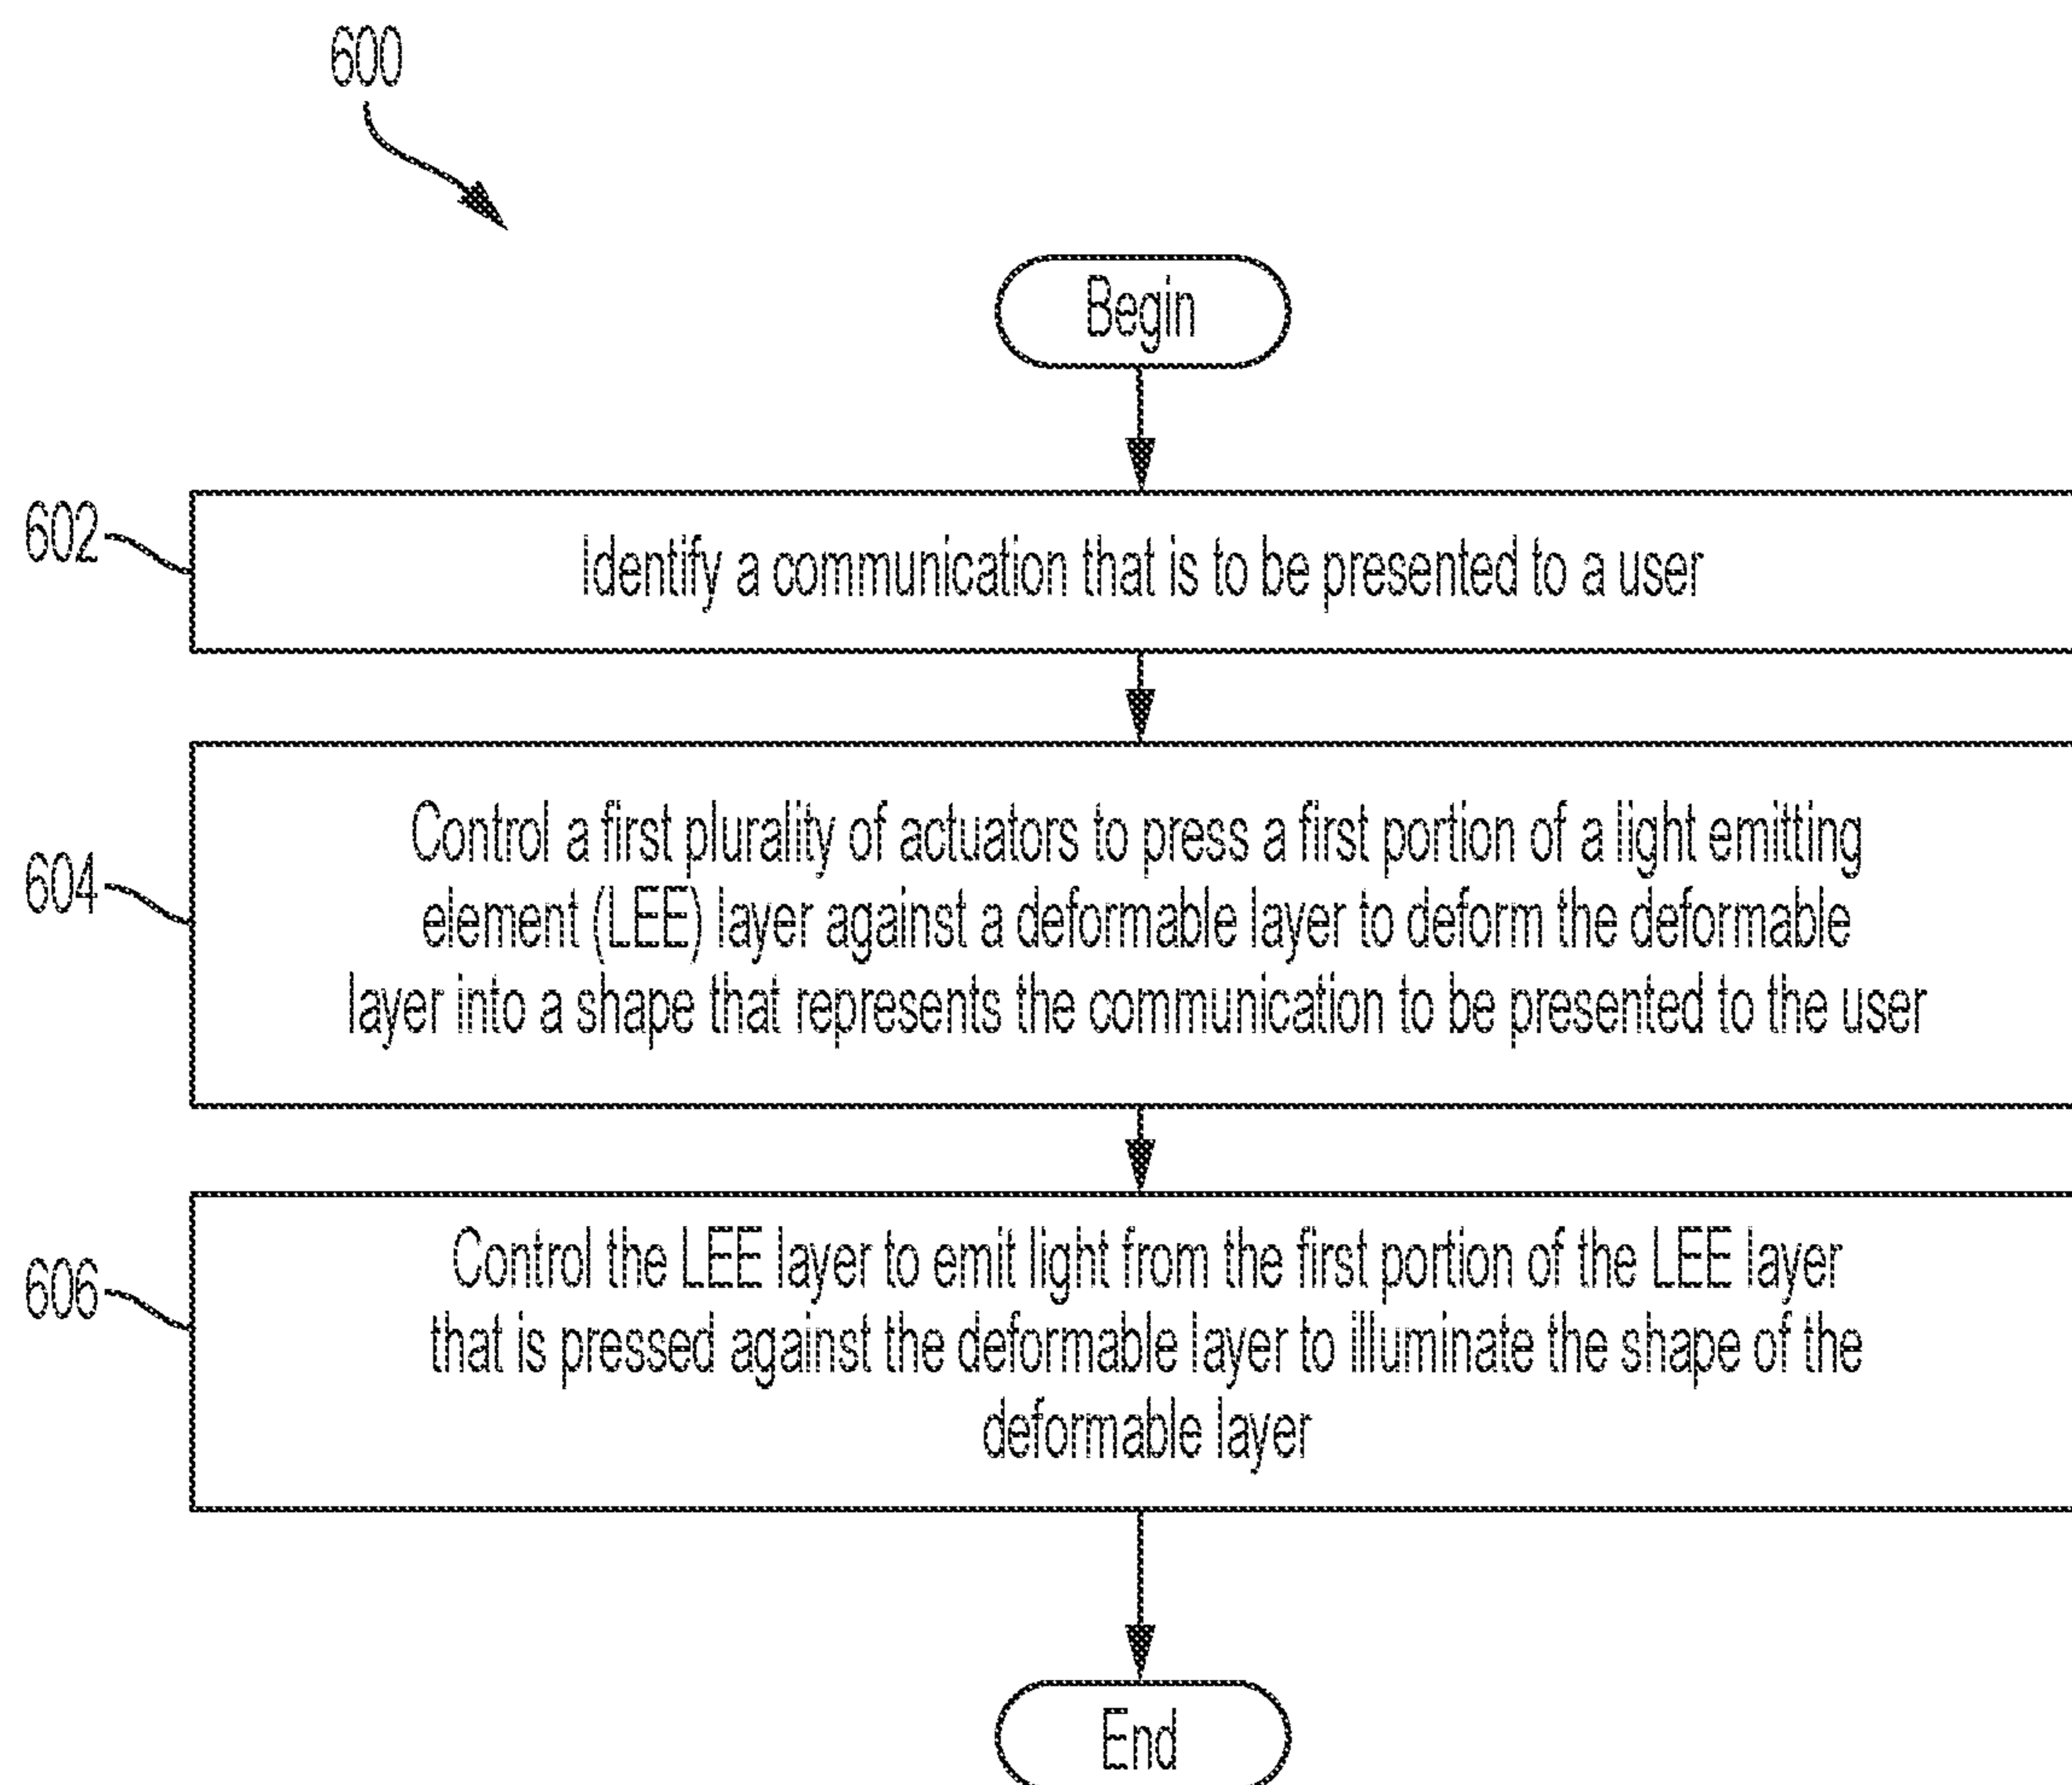 600
Begin
602
Identify a communication that is to be presented to a user
604
Control a first plurality of actuators to press a first portion of a light emitting
element (LEE) layer against a deformable layer to deform the deformable
layer into a shape that represents the communication to be presented to the user
606
Control the LEE layer to emit light from the first portion of the LEE layer
that is pressed against the deformable layer to illuminate the shape of the
deformable layer
End